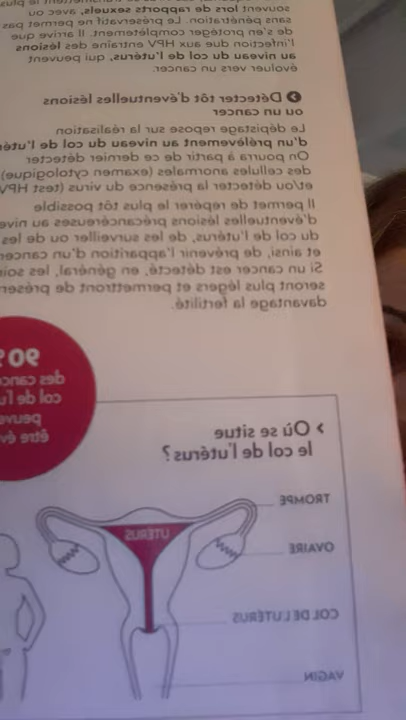 souvent lors de rapports sexuels, avec ou
sans pénétration. Le préservatif ne permet pas
de s'en protéger complètement. Il arrive que
l'infection due aux HPV entraîne des lésions
au niveau du col de l'utérus, qui peuvent
évoluer vers un cancer.
Détecter tôt d'éventuelles lésions
ou un cancer
Le dépistage repose sur la réalisation
d'un prélèvement au niveau du col de l'uté
On pourra à partir de ce dernier détecter
des cellules anormales (examen cytologique)
et/ou détecter la présence du virus (test HPV
Il permet de repérer le plus tôt possible
d'éventuelles lésions précancéreuses au nive
du col de l'utérus, de les surveiller ou de les
et ainsi, de prévenir l'apparition d'un cancer
Si un cancer est détecté, en général, les soi
seront plus légers et permettront de préser
davantage la fertilité.
90
des canc
col de l'u
peuve
être év
› Où se situe
le col de l'utérus ?
TROMPE
UTÉRUS
OVAIRE
COL DE L'UTÉRUS
VAGIN